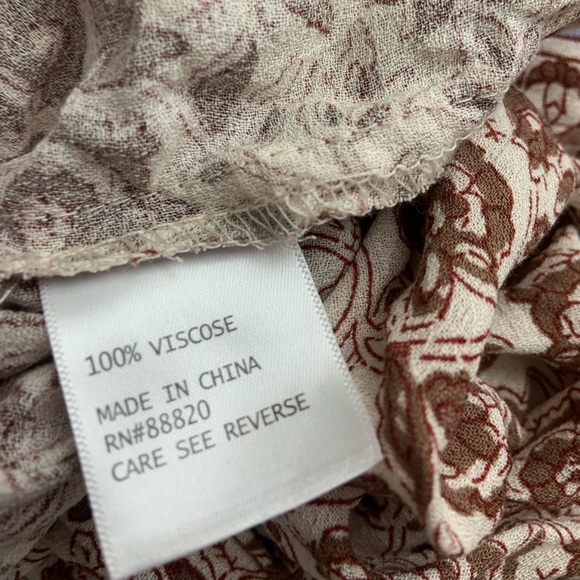 100% VISCOSE
MADE IN CHINA
RN#88820
CARE SEE REVERSE